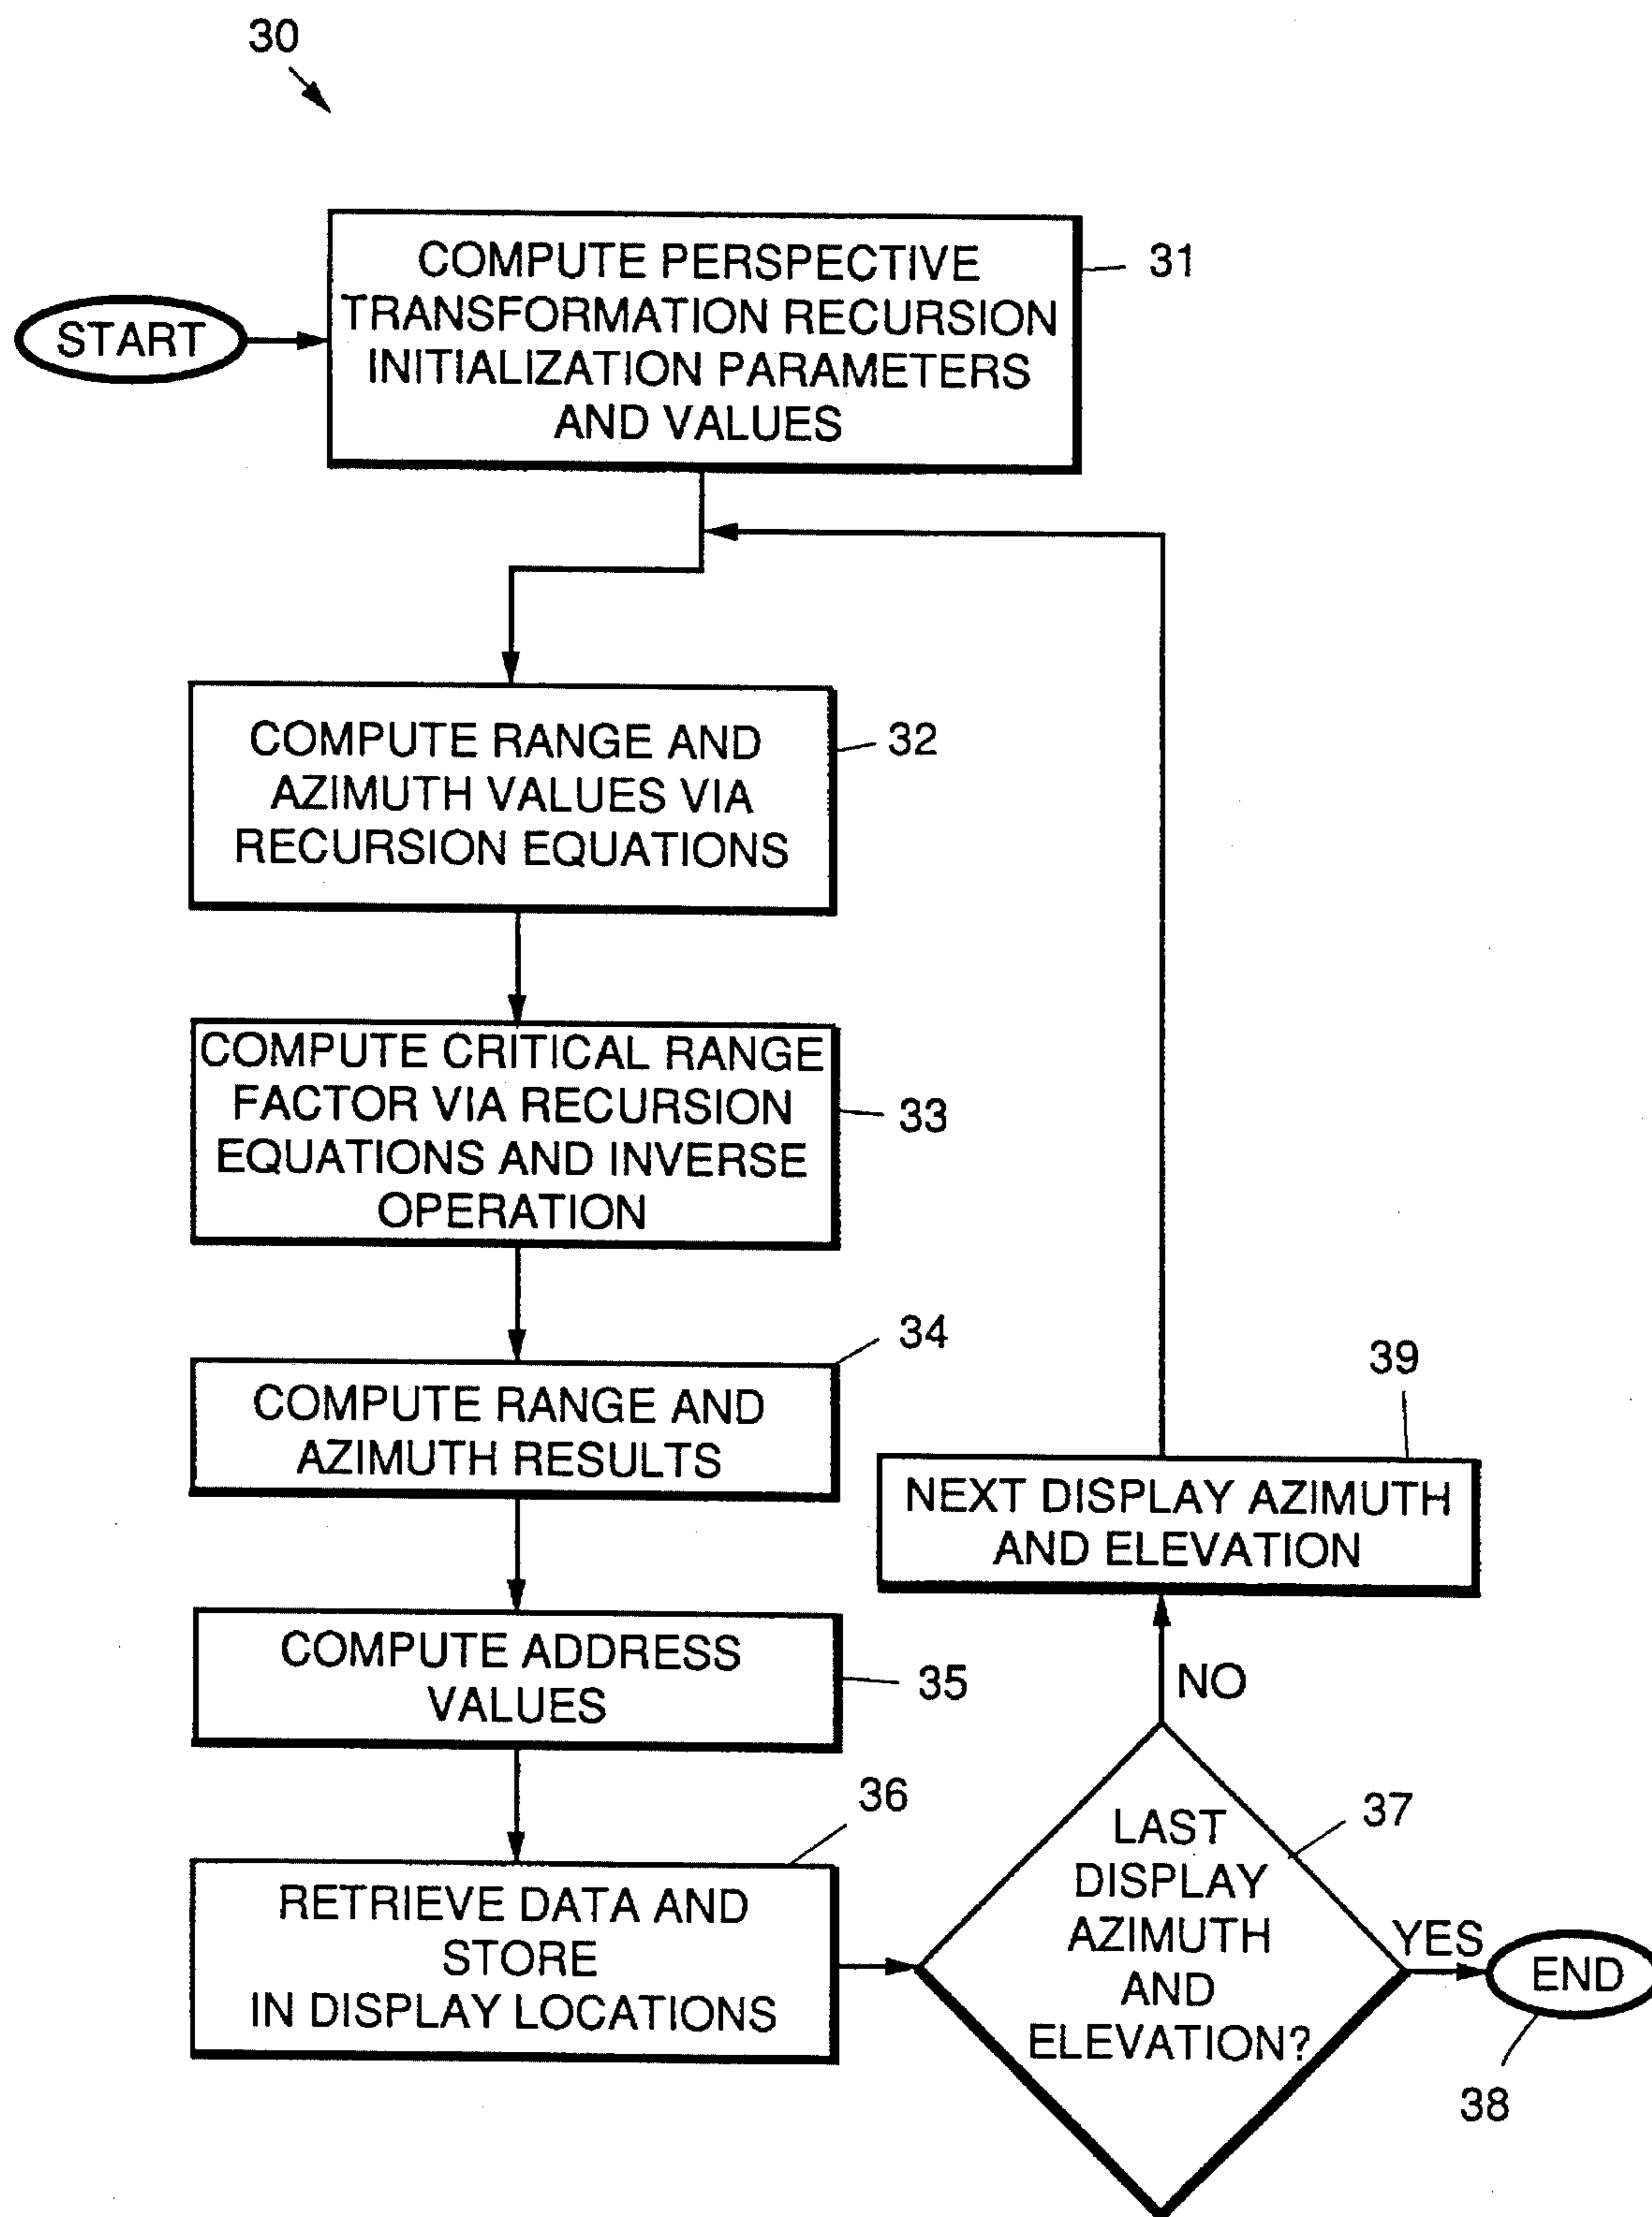 30
START
COMPUTE PERSPECTIVE
TRANSFORMATION RECURSION
INITIALIZATION PARAMETERS
AND VALUES
31
COMPUTE RANGE AND
AZIMUTH VALUES VIA
RECURSION EQUATIONS
32
COMPUTE CRITICAL RANGE
FACTOR VIA RECURSION
EQUATIONS AND INVERSE
OPERATION
33
COMPUTE RANGE AND
AZIMUTH RESULTS
34
COMPUTE ADDRESS
VALUES
35
RETRIEVE DATA AND
STORE
IN DISPLAY LOCATIONS
36
LAST
DISPLAY
AZIMUTH
AND
ELEVATION?
37
NO
NEXT DISPLAY AZIMUTH
AND ELEVATION
39
YES
END
38